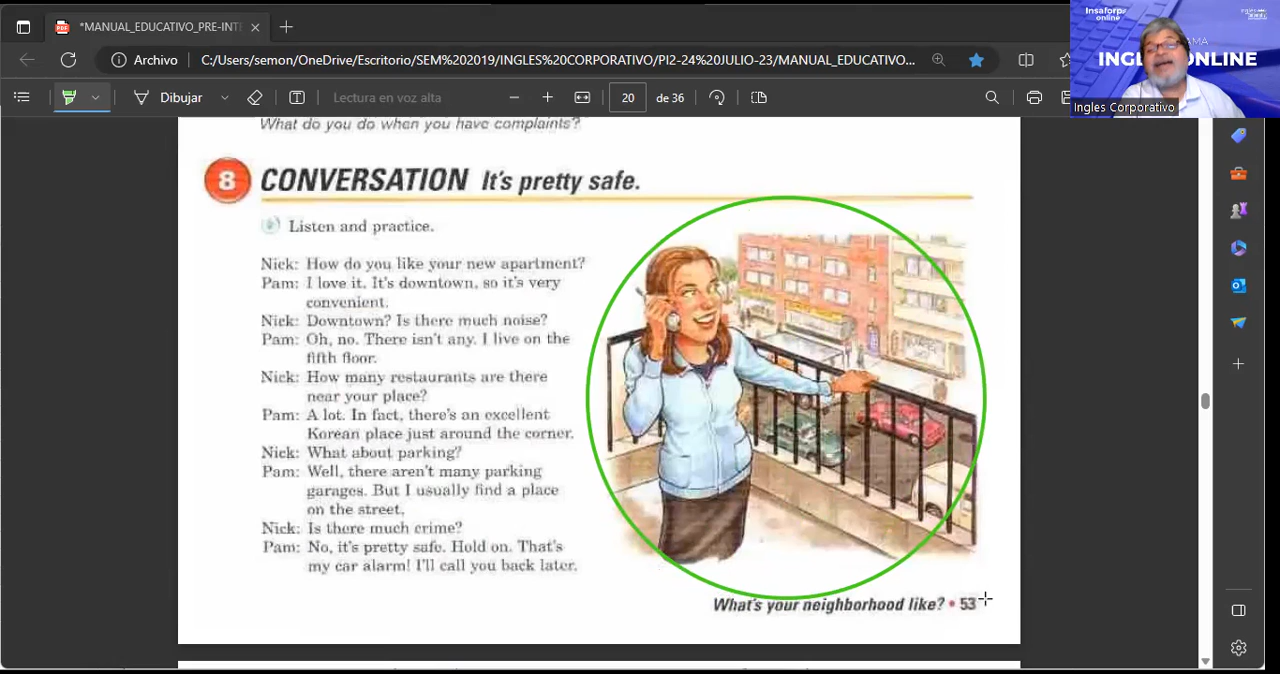 *MANUAL_EDUCATIVO_PRE-INT
Archivo
C:/Users/semon/OneDrive/Escritorio/SEM%202019/INGLES%20CORPORATIVO/PI2-24%20JULIO-23/MANUAL_EDUCATIVO...
Dibujar
Lectura en voz alta
20
de 36
Insaforp
online
INGL
ONLINE
Ingles Corporativo
What do you do when you have complaints?
8 CONVERSATION It's pretty safe.
Listen and practice.
Nick: How do you like your new apartment?
Pam: I love it. It's downtown, so it's very
convenient.
Nick: Downtown? Is there much noise?
Pam: Oh, no. There isn't any. I live on the
fifth floor.
Nick: How many restaurants are there
near your place?
Pam: A lot. In fact, there's an excellent
Korean place just around the corner.
Nick: What about parking?
Pam: Well, there aren't many parking
garages. But I usually find a place
on the street.
Nick: Is there much crime?
Pam: No, it's pretty safe. Hold on. That's
my car alarm! I'll call you back later.
What's your neighborhood like? • 53